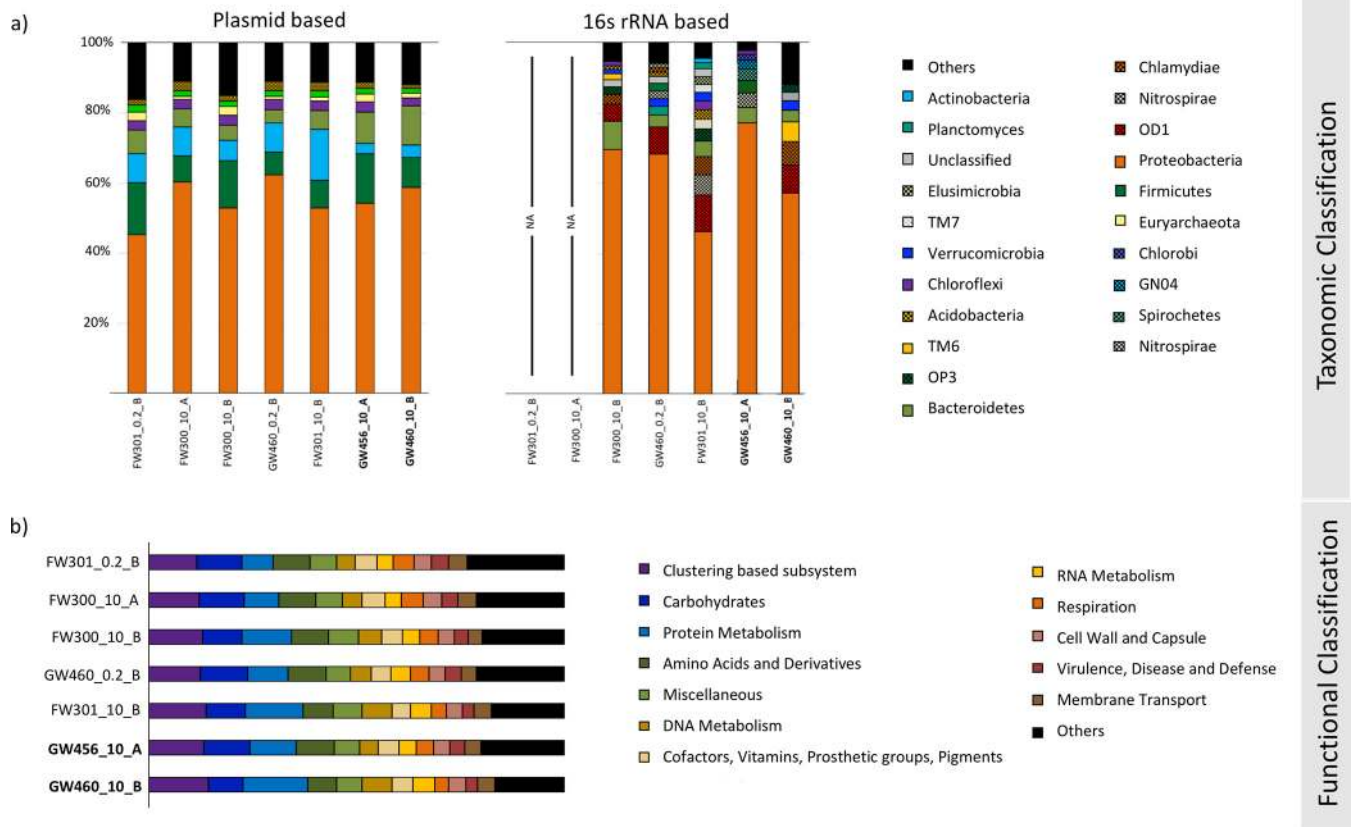 a)
Plasmid based
16s rRNA based
100%
80%
60%
40%
20%
FW301_0.2_B
FW300_10_A
FW300_10_B
GW460_0.2_B
FW301_10_B
GW456_10_A
GW460_10_B
NA
NA
FW301_0.2_B
FW300_10_A
FW300_10_B
GW460_0.2_B
FW301_10_B
GW456_10_A
GW460_10_B
Others
Actinobacteria
Planctomyces
Unclassified
Elusimicrobia
TM7
Verrucomicrobia
Chloroflexi
Acidobacteria
TM6
OP3
Bacteroidetes
Chlamydiae
Nitrospirae
OD1
Proteobacteria
Firmicutes
Euryarchaeota
Chlorobi
GN04
Spirochetes
Nitrospirae
Taxonomic Classification
b)
FW301_0.2_B
FW300_10_A
FW300_10_B
GW460_0.2_B
FW301_10_B
GW456_10_A
GW460_10_B
Clustering based subsystem
Carbohydrates
Protein Metabolism
Amino Acids and Derivatives
Miscellaneous
DNA Metabolism
Cofactors, Vitamins, Prosthetic groups, Pigments
RNA Metabolism
Respiration
Cell Wall and Capsule
Virulence, Disease and Defense
Membrane Transport
Others
Functional Classification